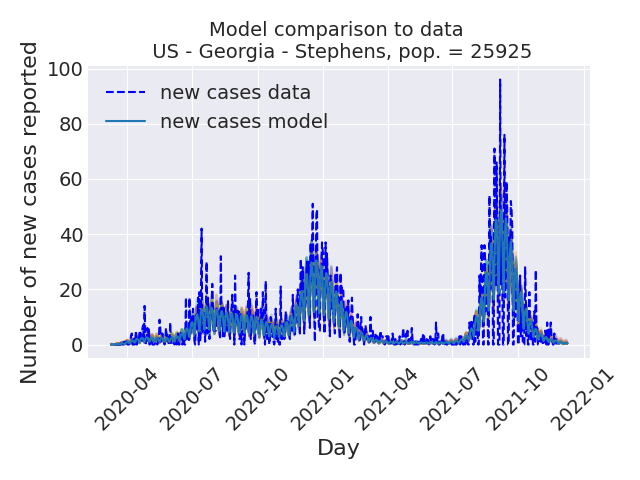 Model comparison to data
US - Georgia - Stephens, pop. = 25925
Number of new cases reported
100
80
60
40
20
0
new cases data
new cases model
2020-04
2020-07
2020-10
2021-01
2021-04
2021-07
2021-10
2022-01
Day